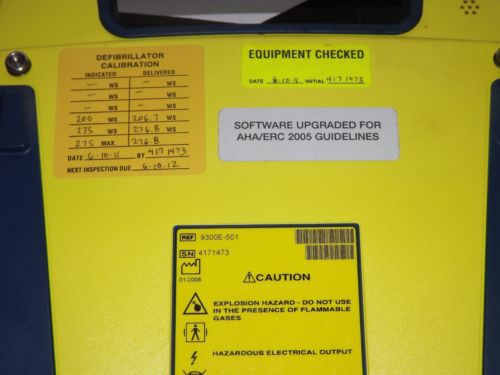 DEFIBRILLATOR
CALIBRATION
INDICATED DELIVERED
– WS – WS
– WS – WS
– WS – WS
200 WS 206.7 WS
275 WS 276.8 WS
275 MAX. 276.8
DATE 6-10-11 BY 4171473
NEXT INSPECTION DUE 6-10-12
EQUIPMENT CHECKED
DATE 6-10-11 INITIAL 4171473
SOFTWARE UPGRADED FOR
AHA/ERC 2005 GUIDELINES
REF 9300E-501
SN 4171473
01/2008
CAUTION
EXPLOSION HAZARD - DO NOT USE
IN THE PRESENCE OF FLAMMABLE
GASES
HAZARDOUS ELECTRICAL OUTPUT